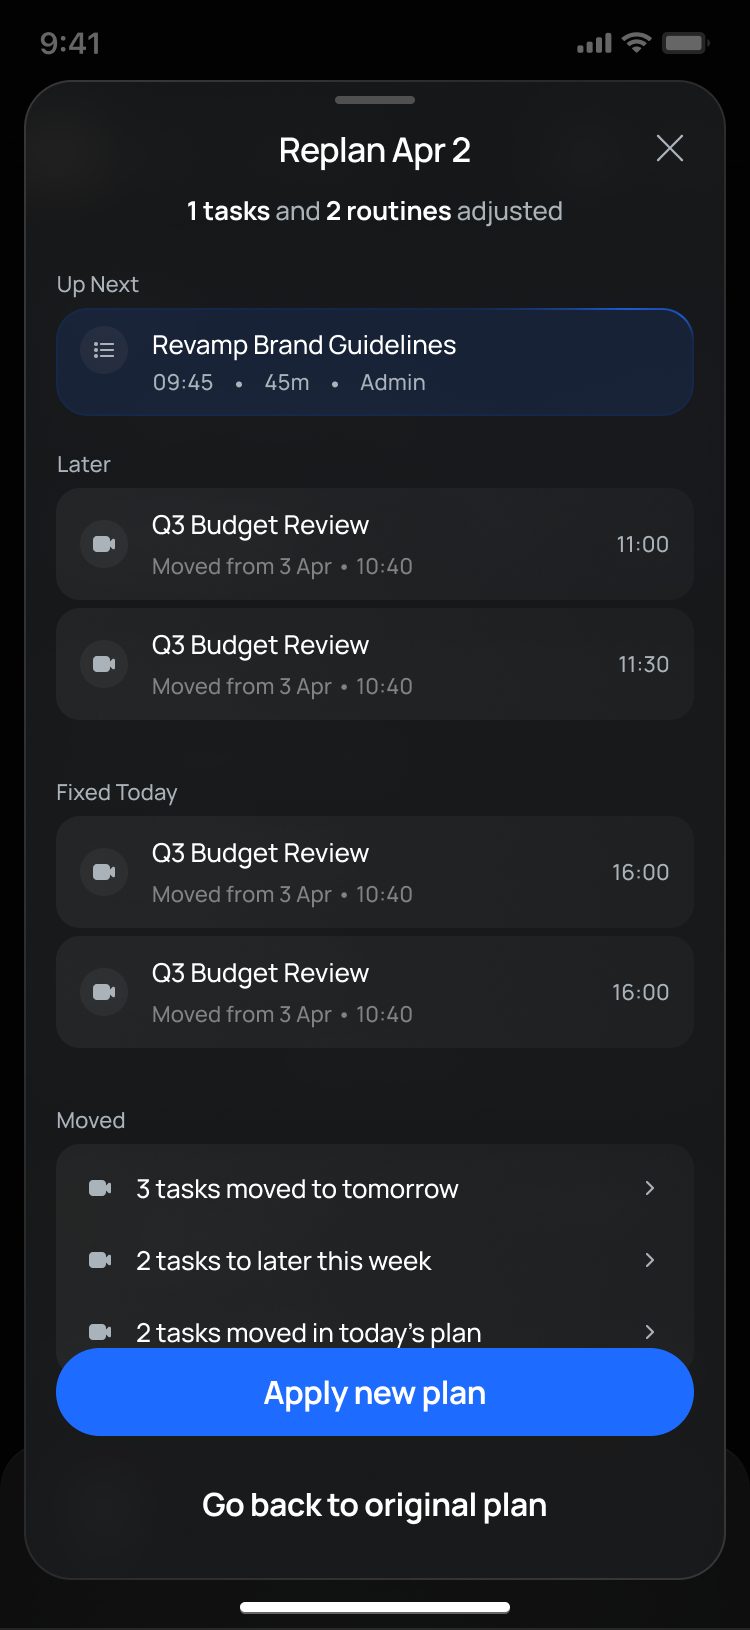 9:41
Replan Apr 2
1 tasks and 2 routines adjusted
Up Next
Revamp Brand Guidelines
09:45 • 45m • Admin
Later
Q3 Budget Review
Moved from 3 Apr • 10:40
11:00
Q3 Budget Review
Moved from 3 Apr • 10:40
11:30
Fixed Today
Q3 Budget Review
Moved from 3 Apr • 10:40
16:00
Q3 Budget Review
Moved from 3 Apr • 10:40
16:00
Moved
3 tasks moved to tomorrow
2 tasks to later this week
2 tasks moved in today’s plan
Apply new plan
Go back to original plan